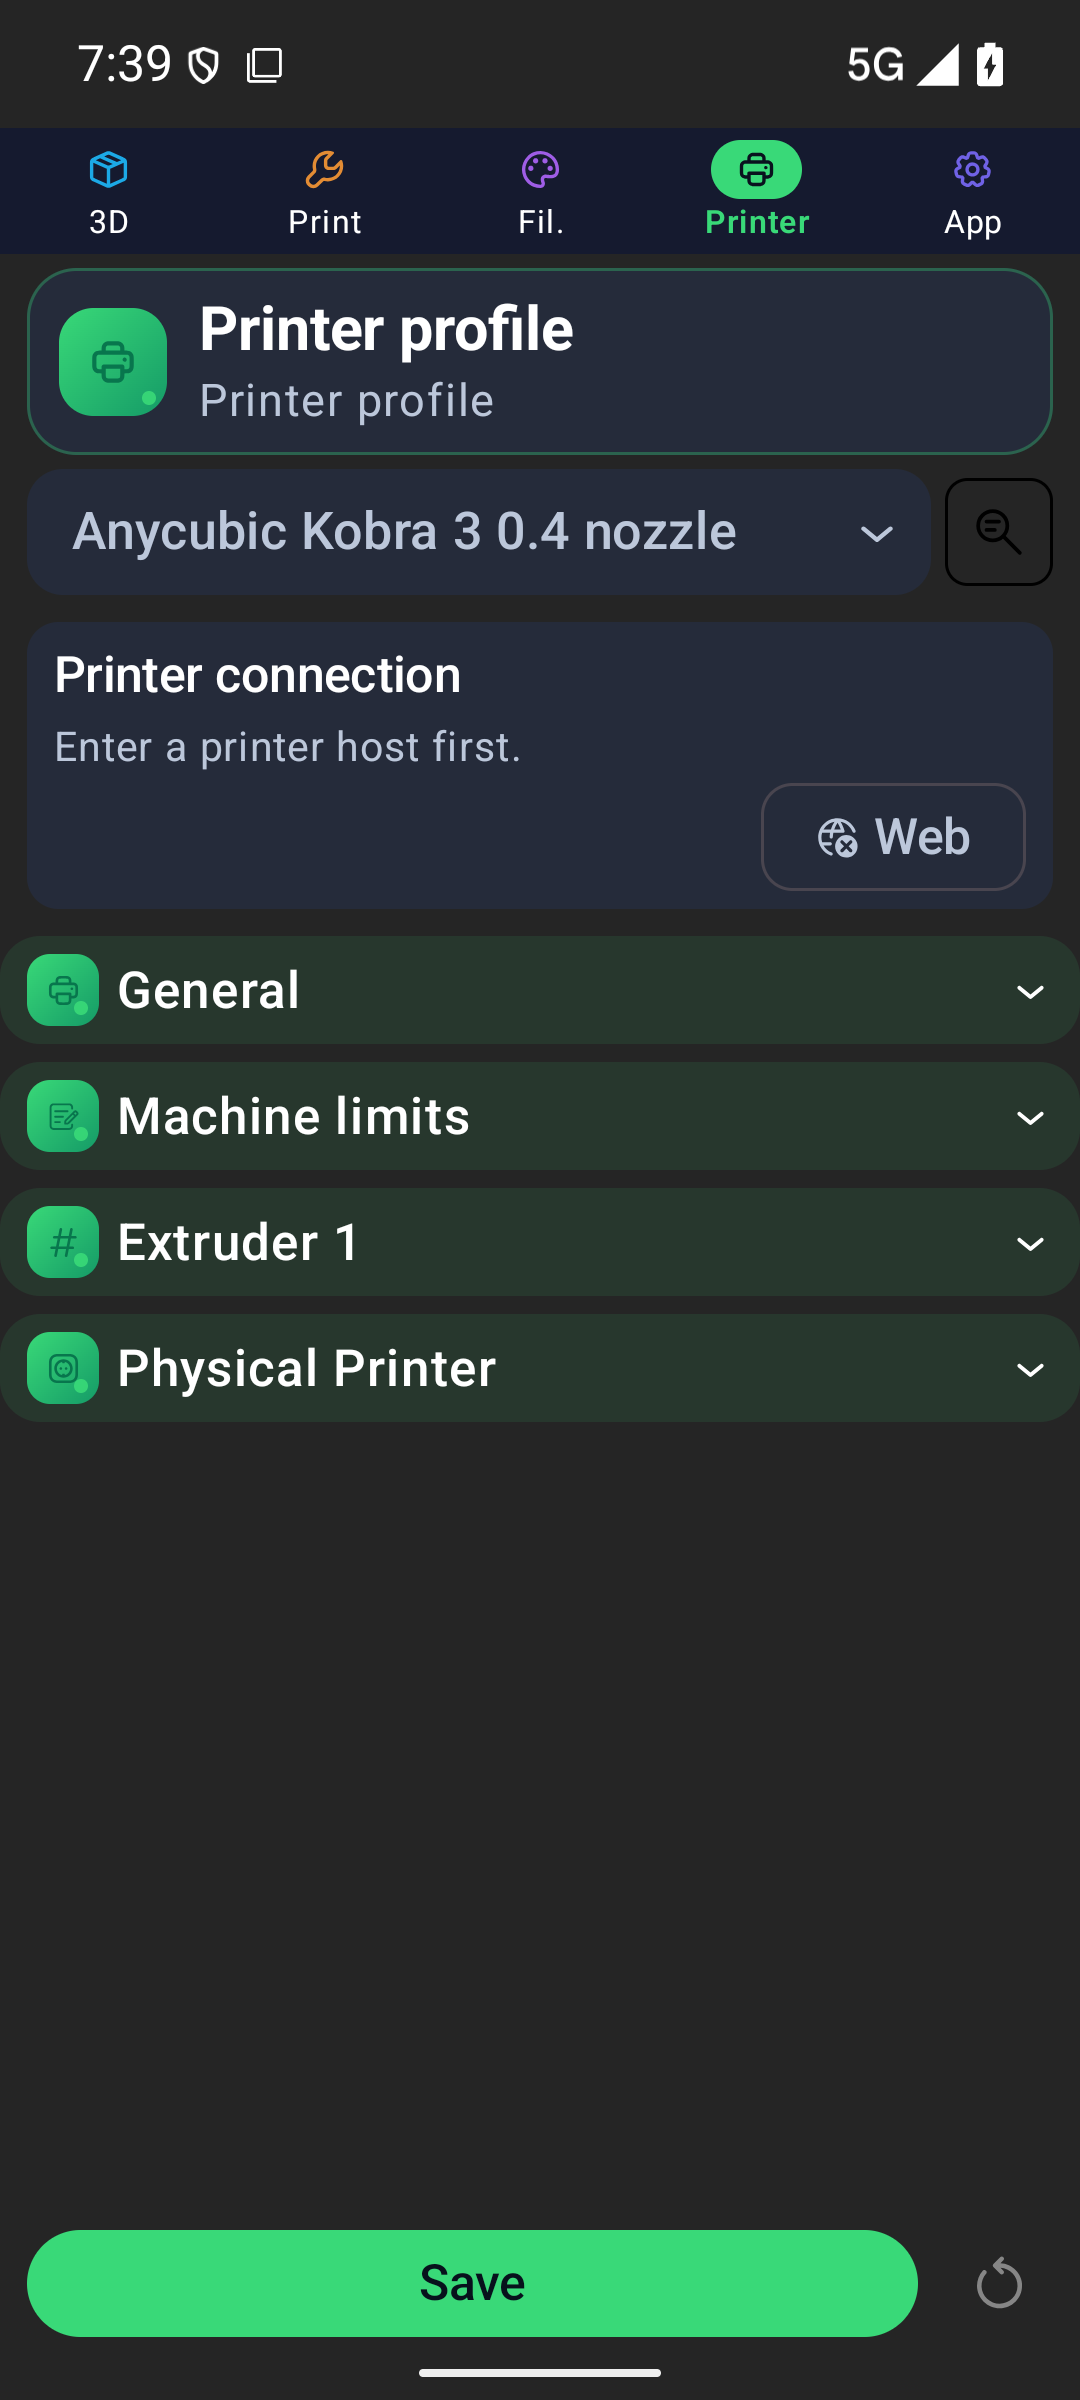 7:39
5G
3D
Print
Fil.
Printer
App
Printer profile
Printer profile
Anycubic Kobra 3 0.4 nozzle
Printer connection
Enter a printer host first.
Web
General
Machine limits
Extruder 1
Physical Printer
Save